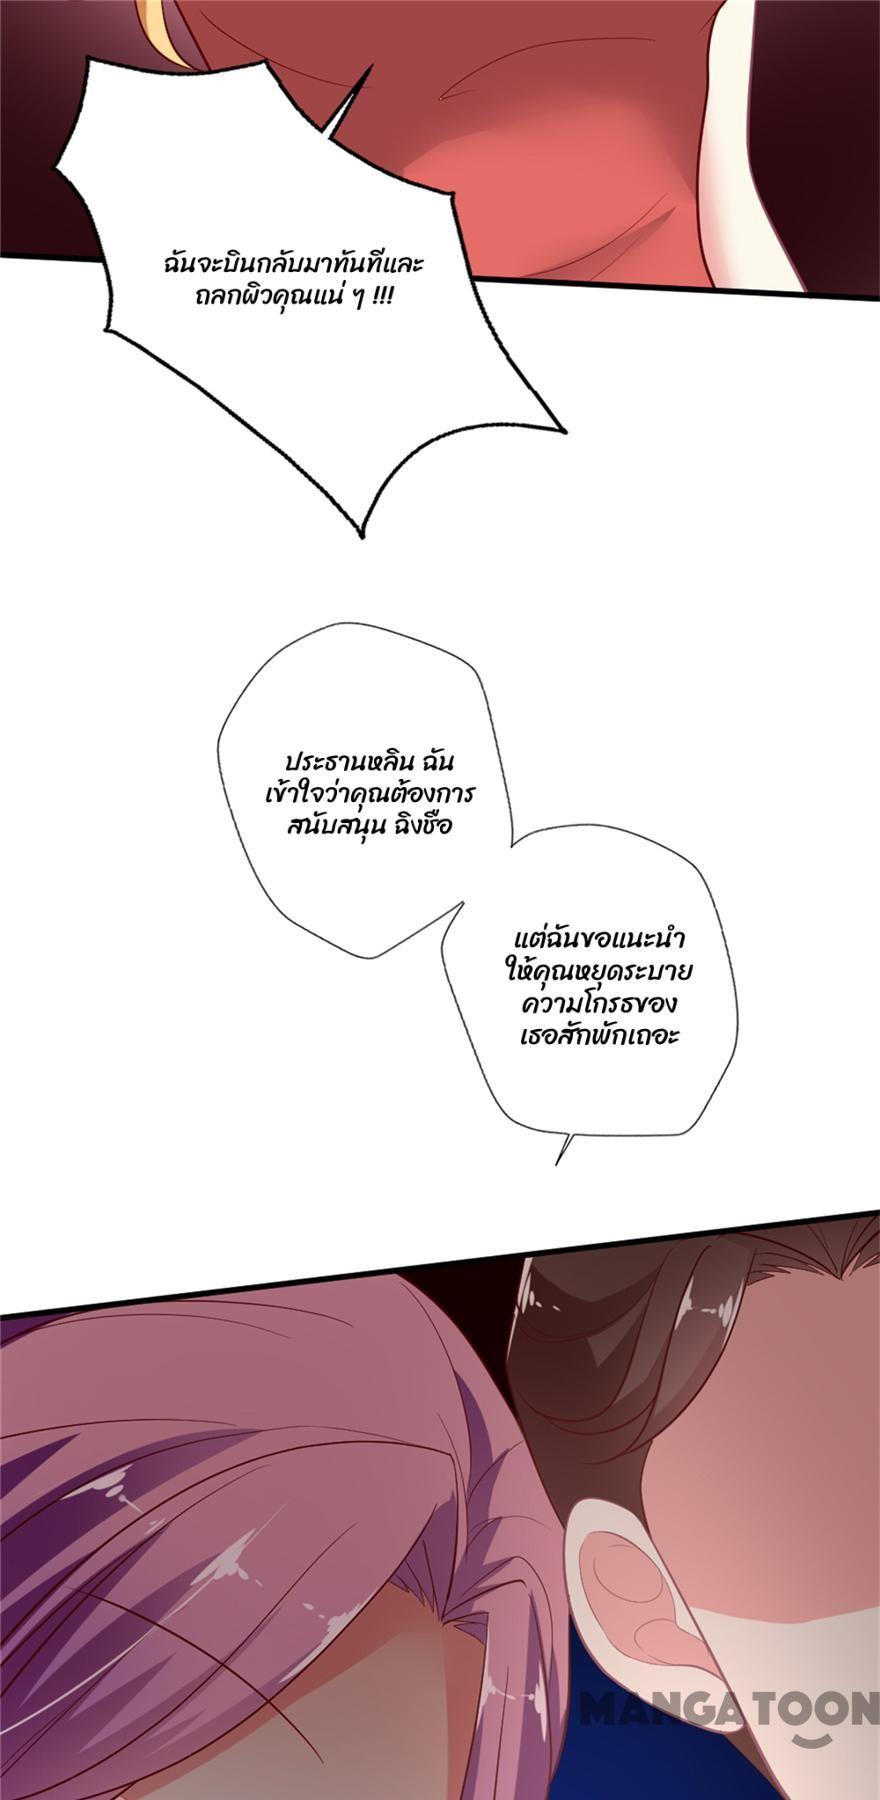 ฉันจะบินกลับมาทันทีและ
ถลกผิวคุณแน่ ๆ !!!
ประธานหลิน ฉัน
เข้าใจว่าคุณต้องการ
สนับสนุน ฉิงชือ
แต่ฉันขอแนะนำ
ให้คุณหยุดระบาย
ความโกรธของ
เธอสักพักเถอะ
MANGA TOON